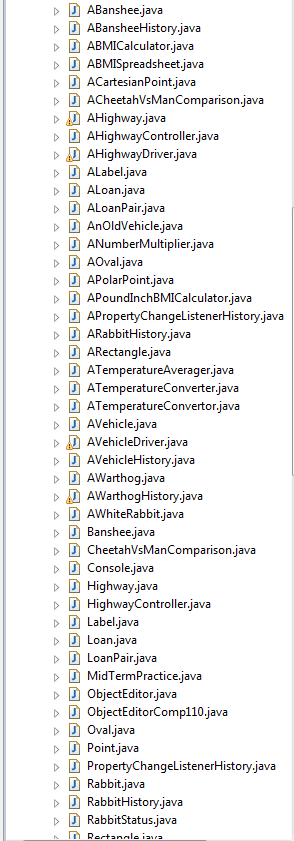 ABanshee.java
ABansheeHistory.java
ABMICalculator.java
ABMISpreadsheet.java
ACartesianPoint.java
ACheetahVsManComparison.java
AHighway.java
AHighwayController.java
AHighwayDriver.java
ALabel.java
ALoan.java
ALoanPair.java
AnOldVehicle.java
ANumberMultiplier.java
AOval.java
APolarPoint.java
APoundInchBMICalculator.java
APropertyChangeListenerHistory.java
ARabbitHistory.java
ARectangle.java
ATemperatureAverager.java
ATemperatureConverter.java
ATemperatureConvertor.java
AVehicle.java
AVehicleDriver.java
AVehicleHistory.java
AWarthog.java
AWarthogHistory.java
AWhiteRabbit.java
Banshee.java
CheetahVsManComparison.java
Console.java
Highway.java
HighwayController.java
Label.java
Loan.java
LoanPair.java
MidTermPractice.java
ObjectEditor.java
ObjectEditorComp110.java
Oval.java
Point.java
PropertyChangeListenerHistory.java
Rabbit.java
RabbitHistory.java
RabbitStatus.java
Rectangle.java